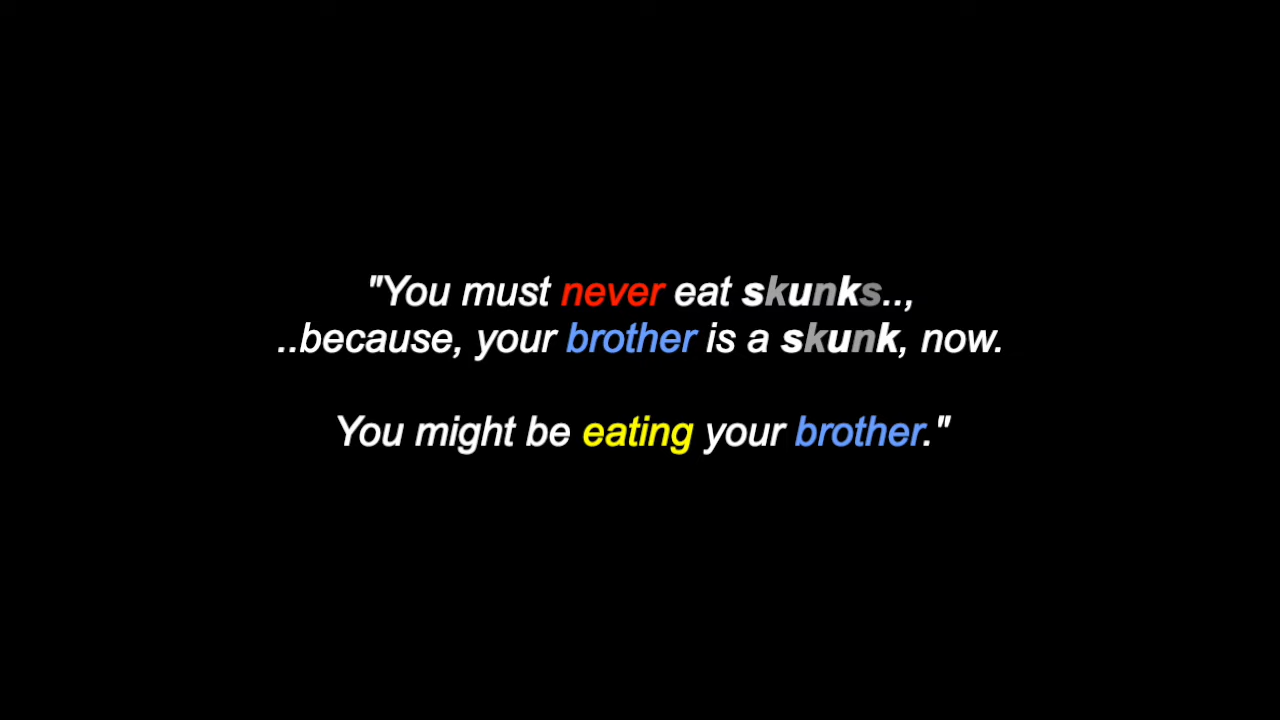 "You must never eat skunks..,
..because, your brother is a skunk, now.
You might be eating your brother."